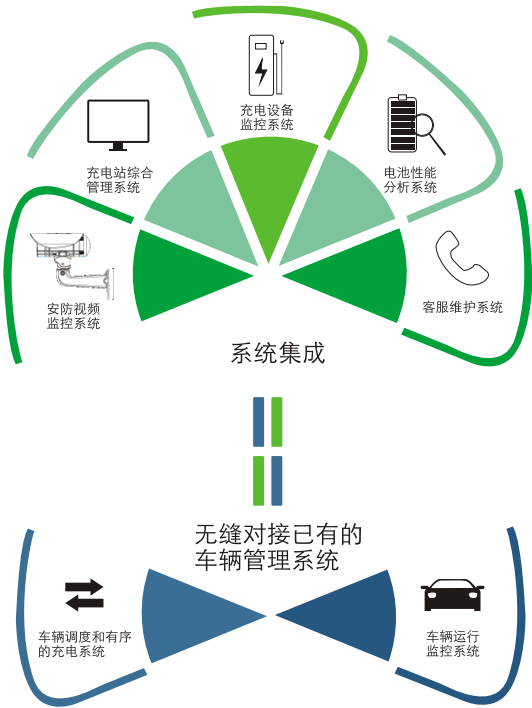 充电设备
监控系统
充电站综合
管理系统
电池性能
分析系统
安防视频
监控系统
客服维护系统
系统集成
无缝对接已有的
车辆管理系统
车辆调度和有序
的充电系统
车辆运行
监控系统